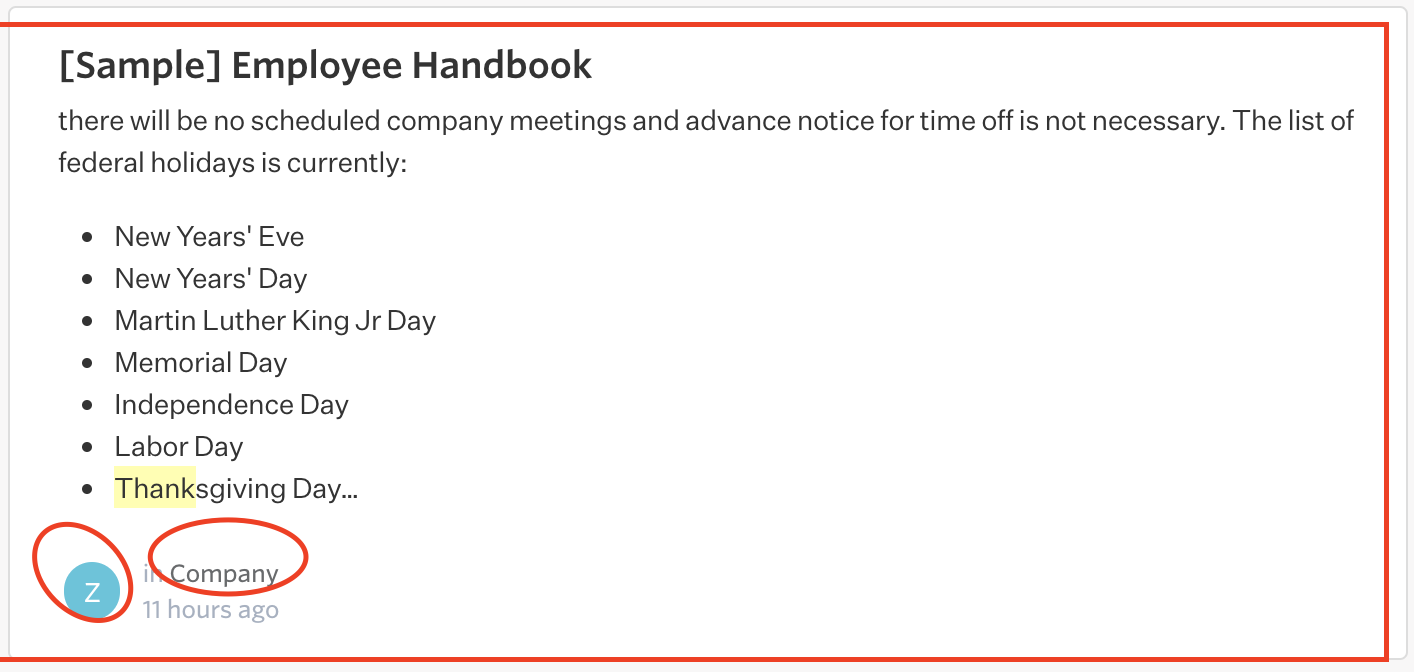 [Sample] Employee Handbook
there will be no scheduled company meetings and advance notice for time off is not necessary. The list of
federal holidays is currently:
• New Years' Eve
• New Years' Day
• Martin Luther King Jr Day
• Memorial Day
• Independence Day
• Labor Day
• Thanksgiving Day...
Z
in Company
11 hours ago